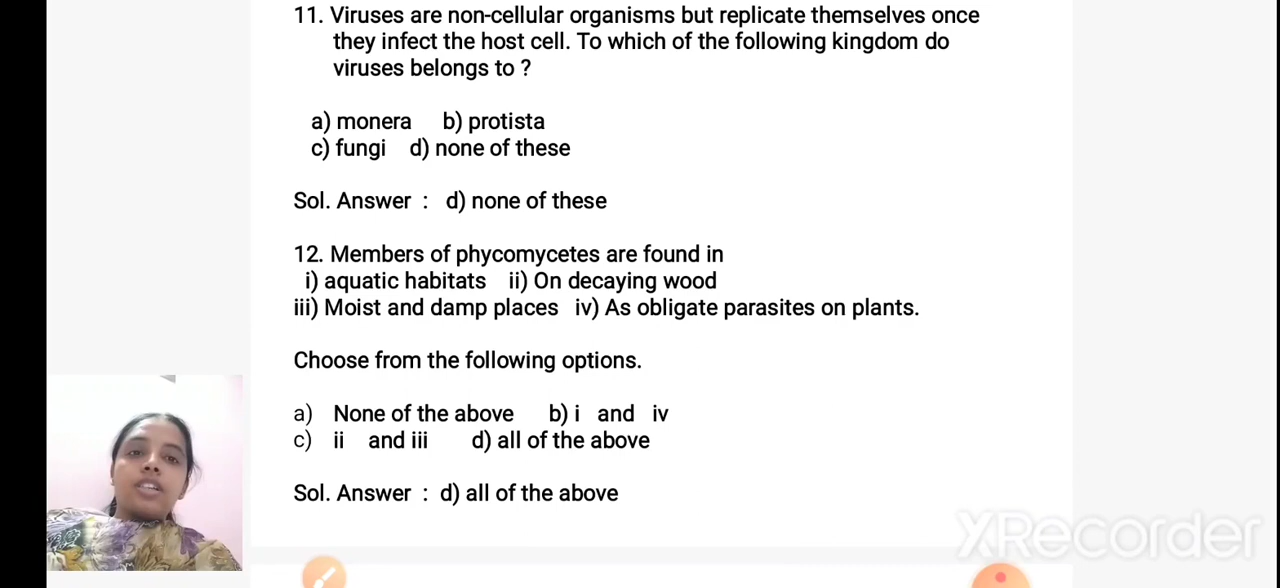 11. Viruses are non-cellular organisms but replicate themselves once
they infect the host cell. To which of the following kingdom do
viruses belongs to ?
a) monera b) protista
c) fungi d) none of these
Sol. Answer : d) none of these
12. Members of phycomycetes are found in
i) aquatic habitats ii) On decaying wood
iii) Moist and damp places iv) As obligate parasites on plants.
Choose from the following options.
a) None of the above b) i and iv
c) ii and iii d) all of the above
Sol. Answer : d) all of the above
XRecorder